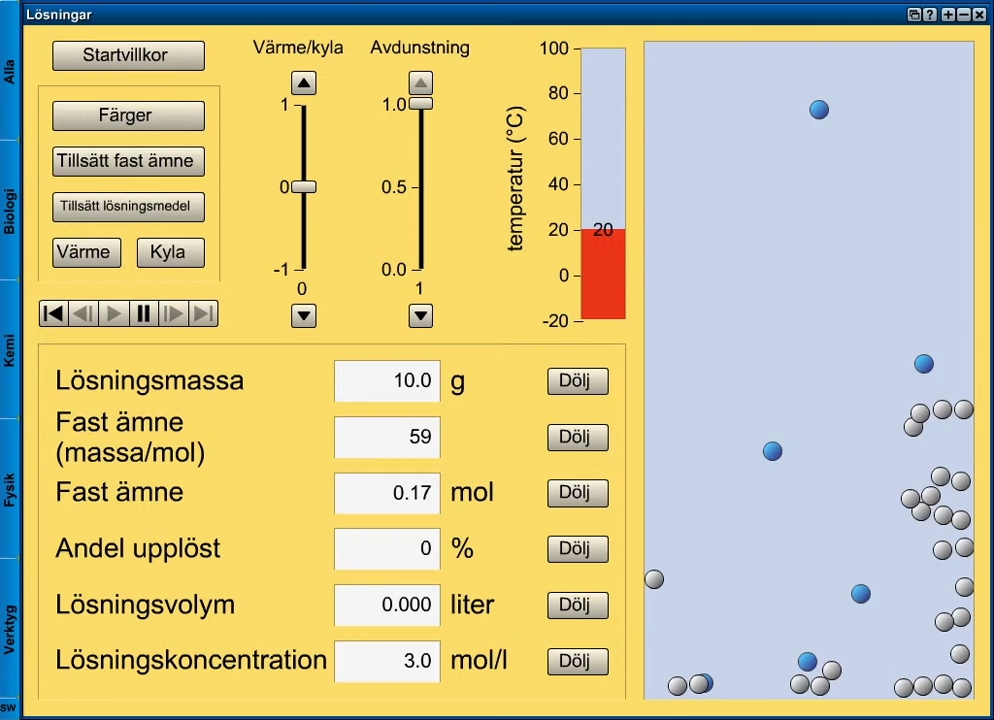 Lösningar
Alla
Biologi
Kemi
Fysik
Verktyg
sw
Startvillkor
Färger
Tillsätt fast ämne
Tillsätt lösningsmedel
Värme
Kyla
Värme/kyla
1
0
-1
0
Avdunstning
1.0
0.5
0.0
1
temperatur (°C)
100
80
60
40
20
0
-20
20
Lösningsmassa 10.0 g Dölj
Fast ämne
(massa/mol) 59 Dölj
Fast ämne 0.17 mol Dölj
Andel upplöst 0 % Dölj
Lösningsvolym 0.000 liter Dölj
Lösningskoncentration 3.0 mol/l Dölj